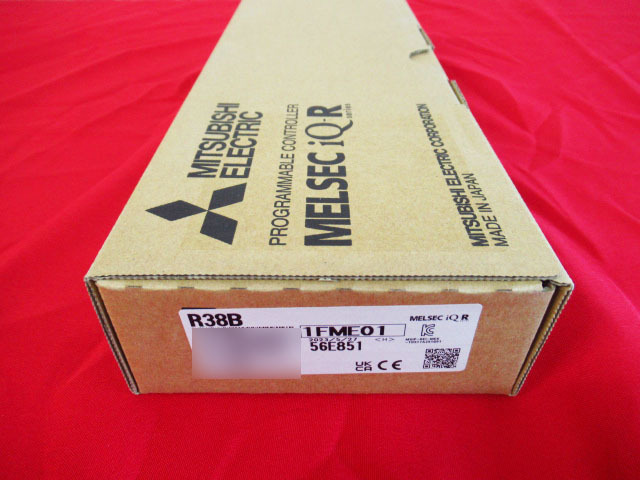 MITSUBISHI
ELECTRIC
PROGRAMMABLE CONTROLLER
MELSEC iQ-R
series
MITSUBISHI ELECTRIC CORPORATION
MADE IN JAPAN
R38B
MELSEC iQ R
1FME01
2023/5/27 <H>
56E851
UK
CA
CE